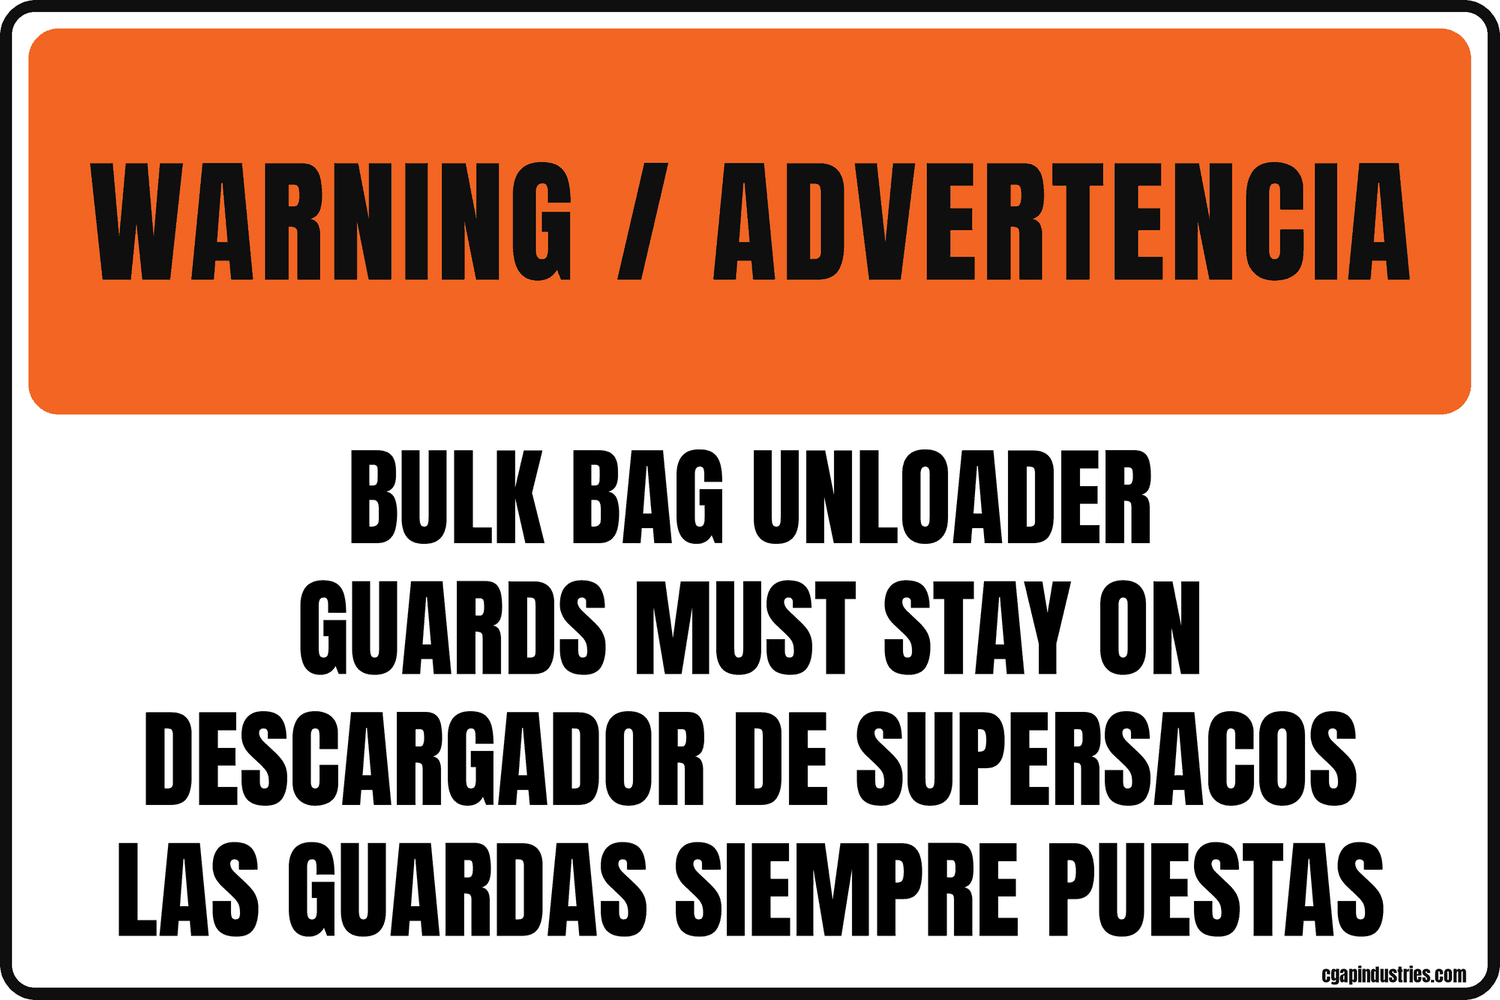 WARNING / ADVERTENCIA
BULK BAG UNLOADER
GUARDS MUST STAY ON
DESCARGADOR DE SUPERSACOS
LAS GUARDAS SIEMPRE PUESTAS
cgapindustries.com